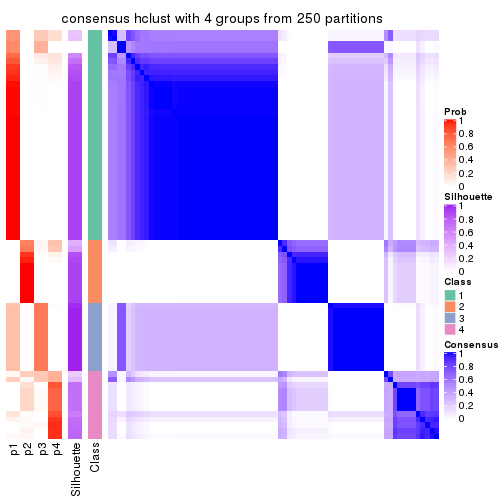 consensus hclust with 4 groups from 250 partitions
Prob
1
0.8
0.6
0.4
0.2
0
Silhouette
1
0.8
0.6
0.4
0.2
0
Class
1
2
3
4
Consensus
1
0.8
0.6
0.4
0.2
0
p1
p2
p3
p4
Silhouette
Class